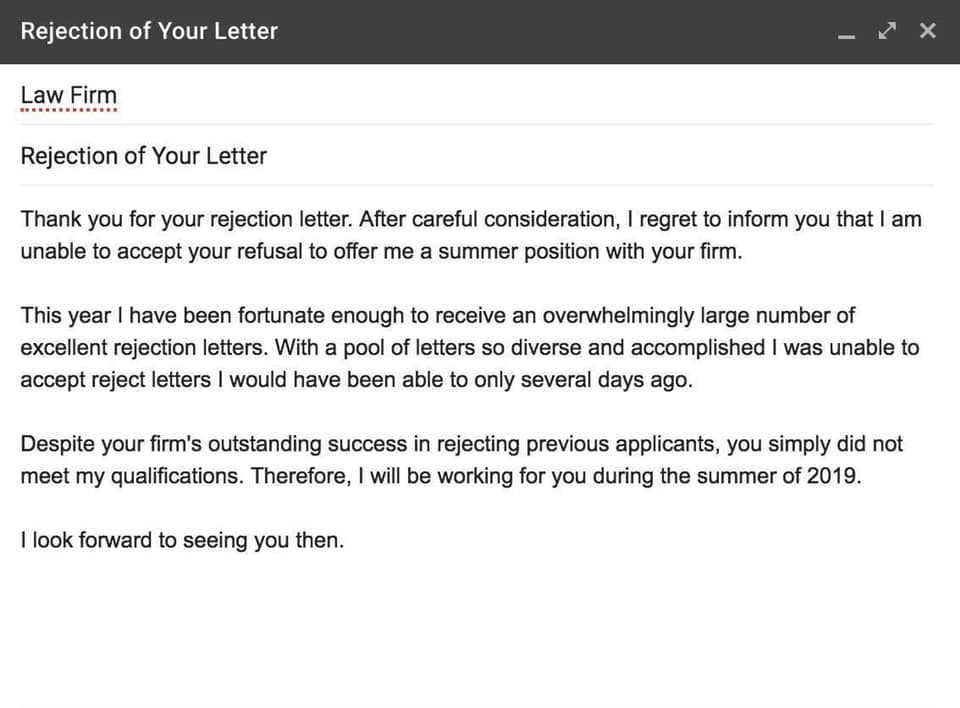 Rejection of Your Letter
Law Firm
Rejection of Your Letter
Thank you for your rejection letter. After careful consideration, I regret to inform you that I am
unable to accept your refusal to offer me a summer position with your firm.
This year I have been fortunate enough to receive an overwhelmingly large number of
excellent rejection letters. With a pool of letters so diverse and accomplished I was unable to
accept reject letters I would have been able to only several days ago.
Despite your firm's outstanding success in rejecting previous applicants, you simply did not
meet my qualifications. Therefore, I will be working for you during the summer of 2019.
I look forward to seeing you then.